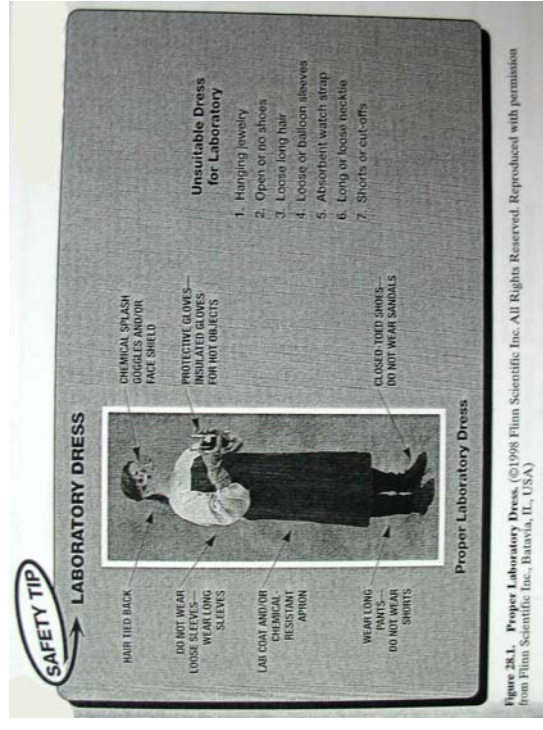 SAFETY TIP
LABORATORY DRESS
HAIR TIED BACK
DO NOT WEAR
LOOSE SLEEVES—
WEAR LONG
SLEEVES
LAB COAT AND/OR
CHEMICAL
RESISTANT
APRON
WEAR LONG
PANTS—
DO NOT WEAR
SHORTS
CHEMICAL SPLASH
GOGGLES AND/OR
FACE SHIELD
PROTECTIVE GLOVES—
INSULATED GLOVES
FOR HOT OBJECTS
CLOSED-TOED SHOES—
DO NOT WEAR SANDALS
Proper Laboratory Dress
Unsuitable Dress
for Laboratory
1. Hanging jewelry
2. Open or no shoes
3. Loose long hair
4. Loose or balloon sleeves
5. Absorbent watch strap
6. Long or loose necktie
7. Shorts or cut-offs
Figure 28.1. Proper Laboratory Dress. (©1998 Flinn Scientific Inc. All Rights Reserved. Reproduced with permission
from Flinn Scientific Inc., Batavia, IL, USA)